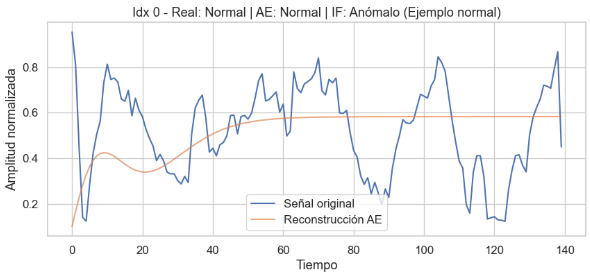 Idx 0 - Real: Normal | AE: Normal | IF: Anómalo (Ejemplo normal)
Amplitud normalizada
0.8
0.6
0.4
0.2
Señal original
Reconstrucción AE
0 20 40 60 80 100 120 140
Tiempo